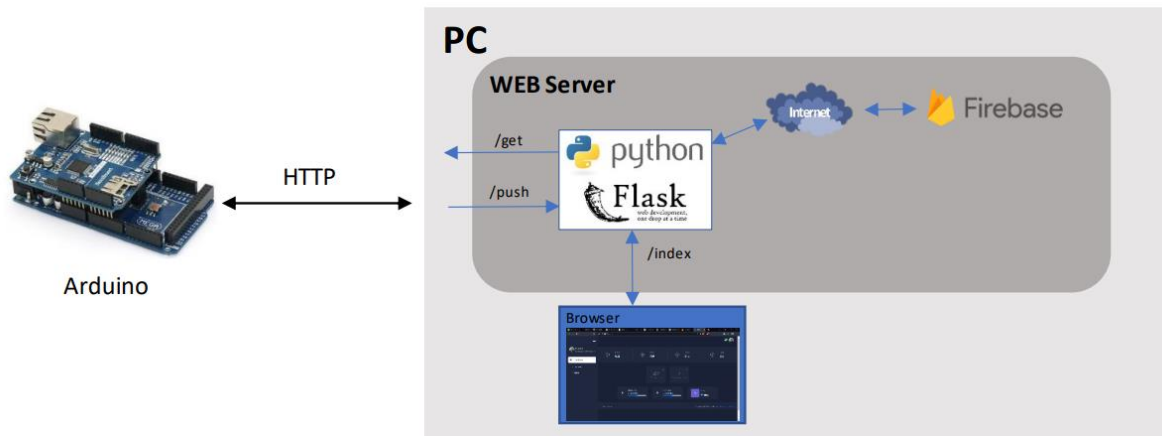 PC
WEB Server
Internet
Firebase
/get
python
HTTP
/push
Flask
web development,
one drop at a time
/index
Arduino
Browser